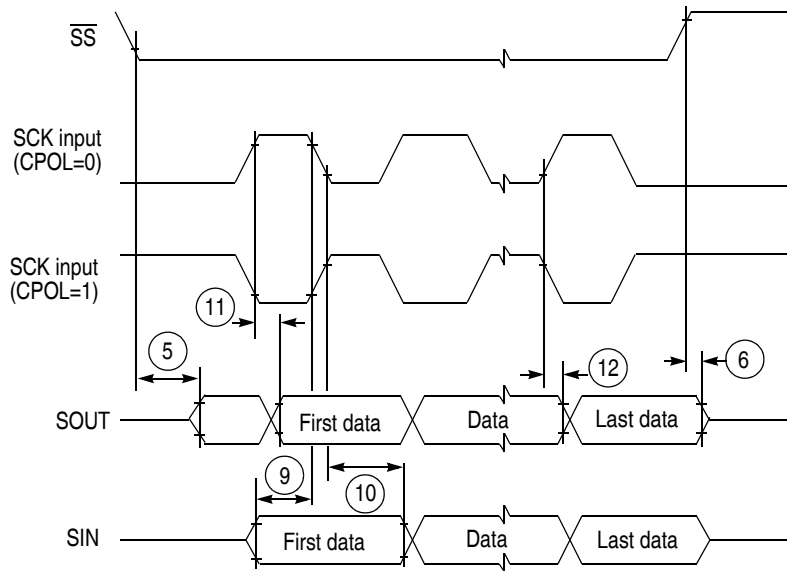 SS
SCK input
(CPOL=0)
SCK input
(CPOL=1)
11
5
12
6
SOUT
First data
Data
Last data
9
10
SIN
First data
Data
Last data